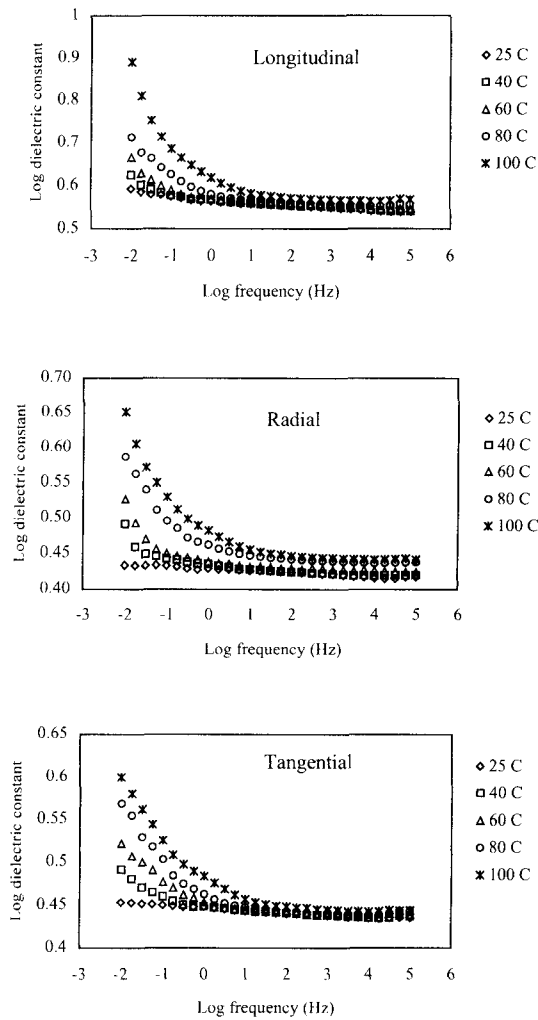 1
0.9
0.8
0.7
0.6
0.5
Log dielectric constant
Longitudinal
25 C
40 C
60 C
80 C
100 C
-3 -2 -1 0 1 2 3 4 5 6
Log frequency (Hz)
0.70
0.65
0.60
0.55
0.50
0.45
0.40
Log dielectric constant
Radial
25 C
40 C
60 C
80 C
100 C
-3 -2 -1 0 1 2 3 4 5 6
Log frequency (Hz)
0.65
0.6
0.55
0.5
0.45
0.4
Log dielectric constant
Tangential
25 C
40 C
60 C
80 C
100 C
-3 -2 -1 0 1 2 3 4 5 6
Log frequency (Hz)